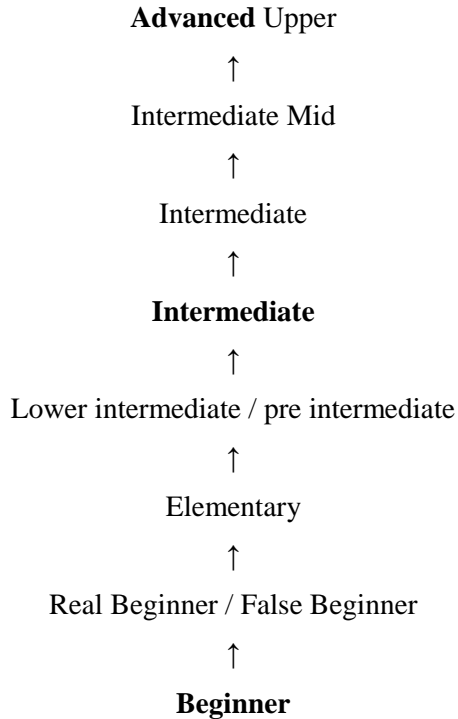 Advanced Upper
↑
Intermediate Mid
↑
Intermediate
↑
Intermediate
↑
Lower intermediate / pre intermediate
↑
Elementary
↑
Real Beginner / False Beginner
↑
Beginner